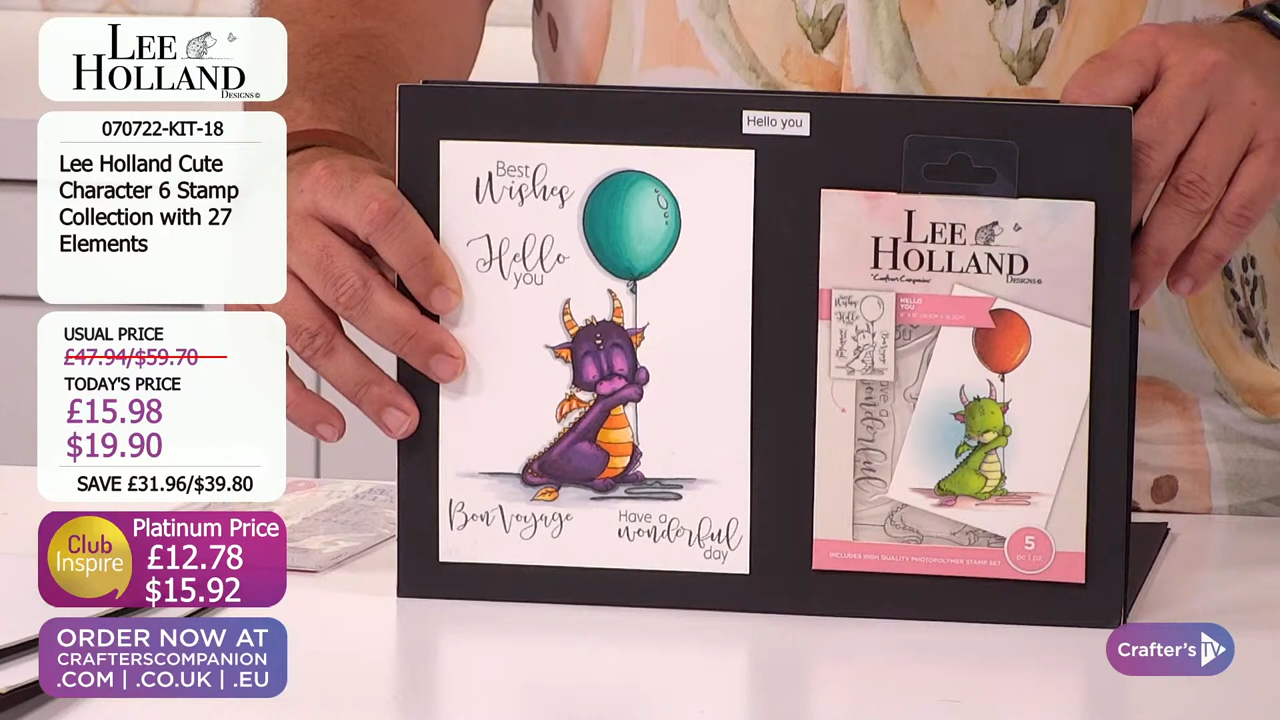 LEE
HOLLAND
DESIGNS©
070722-KIT-18
Lee Holland Cute
Character 6 Stamp
Collection with 27
Elements
USUAL PRICE
£47.94/$59.70
TODAY'S PRICE
£15.98
$19.90
SAVE £31.96/$39.80
Club
Inspire
Platinum Price
£12.78
$15.92
ORDER NOW AT
CRAFTERSCOMPANION
.COM | .CO.UK | .EU
Hello you
Best
Wishes
Hello
you
Bon Voyage
Have a
wonderful
day
LEE
HOLLAND
DESIGNS©
Crafter's Companion
HELLO
YOU
5
INCLUDES HIGH QUALITY PHOTOPOLYMER STAMP SET
Crafter's TV